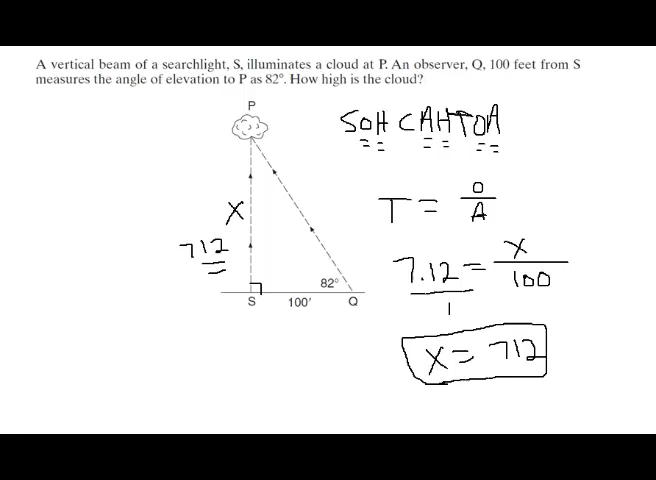 A vertical beam of a searchlight, S, illuminates a cloud at P. An observer, Q, 100 feet from S
measures the angle of elevation to P as 82°. How high is the cloud?
P
SOH CAHTOA
T = O/A
X
712
7.12/1 = X/100
82°
S
100'
Q
X = 712